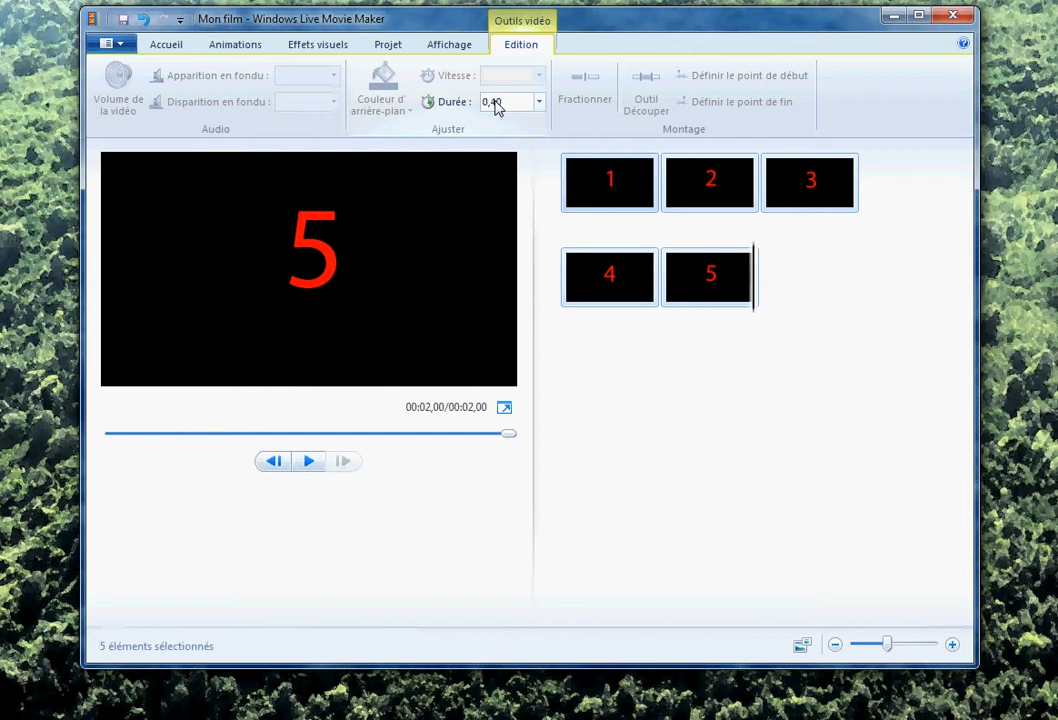 Mon film - Windows Live Movie Maker
Outils vidéo
Accueil
Animations
Effets visuels
Projet
Affichage
Edition
Volume de la vidéo
Apparition en fondu :
Disparition en fondu :
Audio
Couleur d'arrière-plan
Vitesse :
Durée : 0,40
Ajuster
Fractionner
Outil Découper
Définir le point de début
Définir le point de fin
Montage
5
1
2
3
4
5
00:02,00/00:02,00
5 éléments sélectionnés